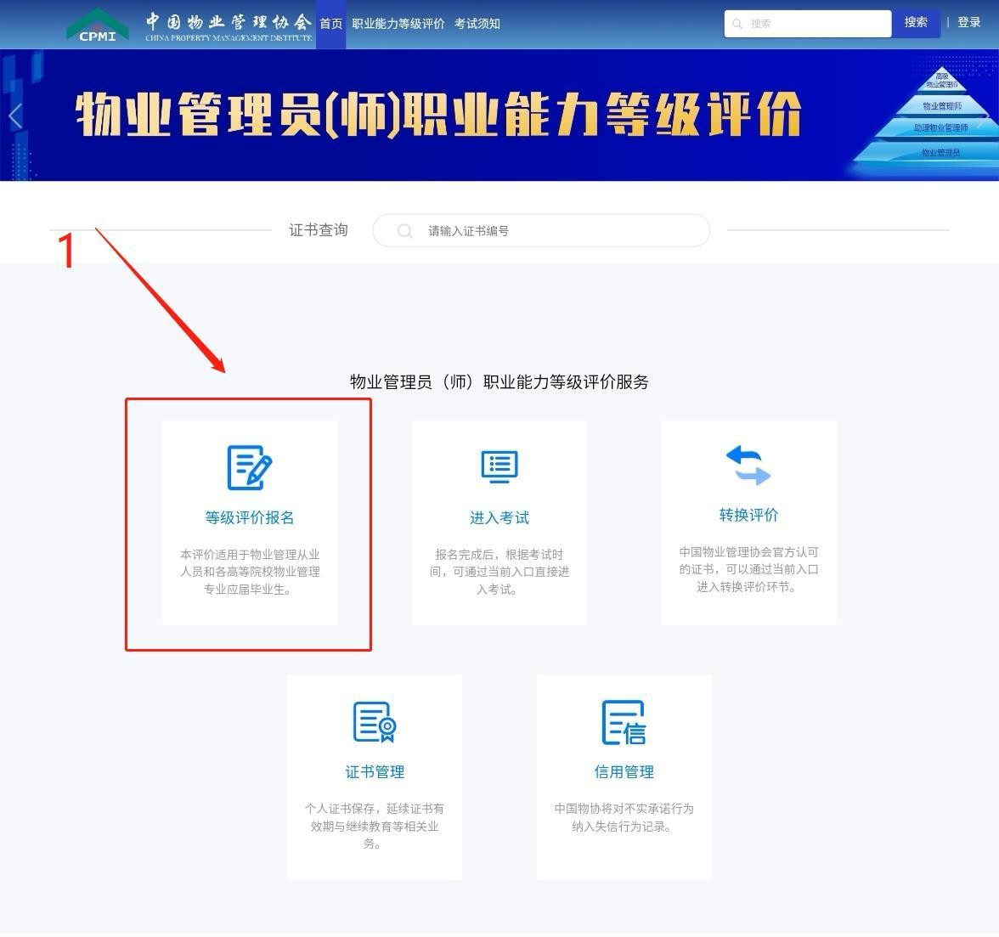 CPMI
中国物业管理协会
CHINA PROPERTY MANAGEMENT INSTITUTE
首页 职业能力等级评价 考试须知
搜索 搜索 | 登录
物业管理员(师)职业能力等级评价
高级
物业管理师
物业管理师
助理物业管理师
物业管理员
证书查询 请输入证书编号
1
物业管理员（师）职业能力等级评价服务
等级评价报名
本评价适用于物业管理从业
人员和各高等院校物业管理
专业应届毕业生。
进入考试
报名完成后，根据考试时
间，可通过当前入口直接进
入考试。
转换评价
中国物业管理协会官方认可
的证书，可以通过当前入口
进入转换评价环节。
证书管理
个人证书保存，延续证书有
效期与继续教育等相关业
务。
信
信用管理
中国物协将对不实承诺行为
纳入失信行为记录。